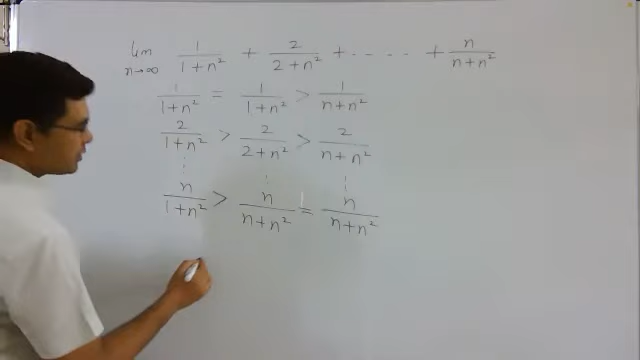 lim n→∞ 1/(1+n²) + 2/(2+n²) + ..... + n/(n+n²)
1/(1+n²) = 1/(1+n²) > 1/(n+n²)
2/(1+n²) > 2/(2+n²) > 2/(n+n²)
⋮ ⋮ ⋮
n/(1+n²) > n/(n+n²) = n/(n+n²)